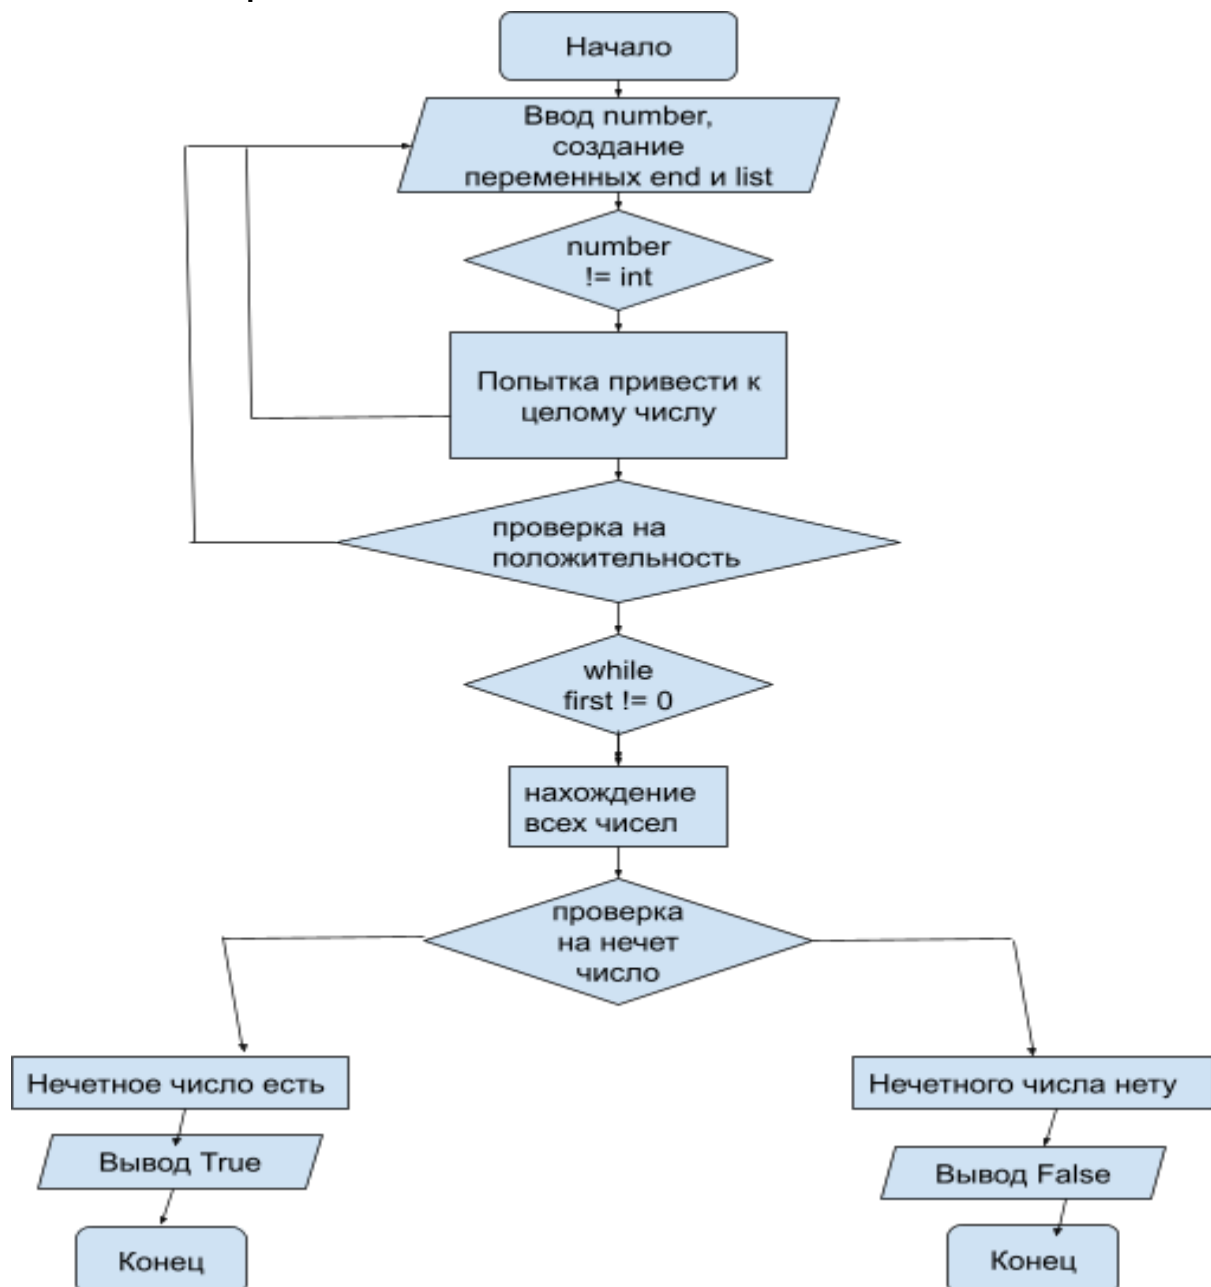 Начало
Ввод number,
создание
переменных end и list
number
!= int
Попытка привести к
целому числу
проверка на
положительность
while
first != 0
нахождение
всех чисел
проверка
на нечет
число
Нечетное число есть
Нечетного числа нету
Вывод True
Вывод False
Конец
Конец